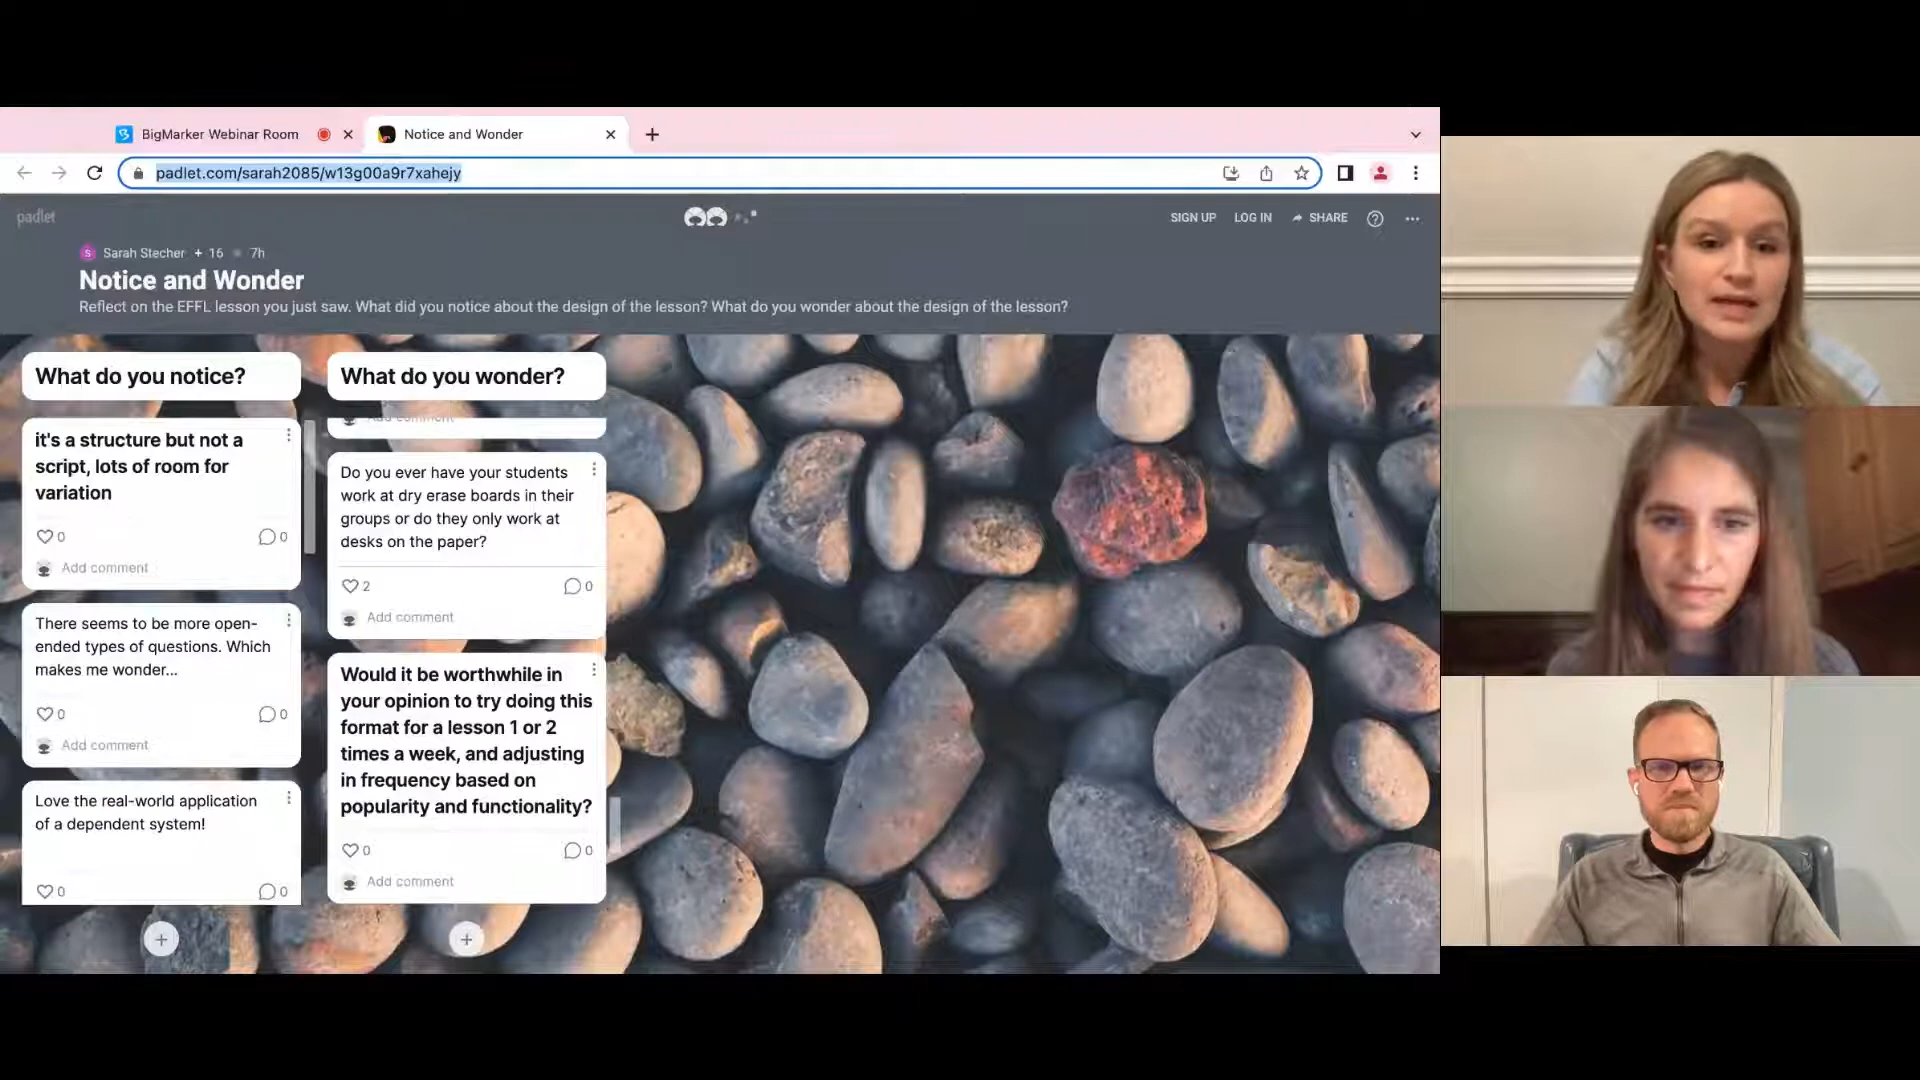 BigMarker Webinar Room
Notice and Wonder
padlet.com/sarah2085/w13g00a9r7xahejy
padlet
SIGN UP LOG IN SHARE
Sarah Stecher + 16 7h
Notice and Wonder
Reflect on the EFFL lesson you just saw. What did you notice about the design of the lesson? What do you wonder about the design of the lesson?
What do you notice?
it's a structure but not a
script, lots of room for
variation
0 0
Add comment
There seems to be more open-
ended types of questions. Which
makes me wonder...
0 0
Add comment
Love the real-world application
of a dependent system!
0 0
What do you wonder?
Add comment
Do you ever have your students
work at dry erase boards in their
groups or do they only work at
desks on the paper?
2 0
Add comment
Would it be worthwhile in
your opinion to try doing this
format for a lesson 1 or 2
times a week, and adjusting
in frequency based on
popularity and functionality?
0 0
Add comment